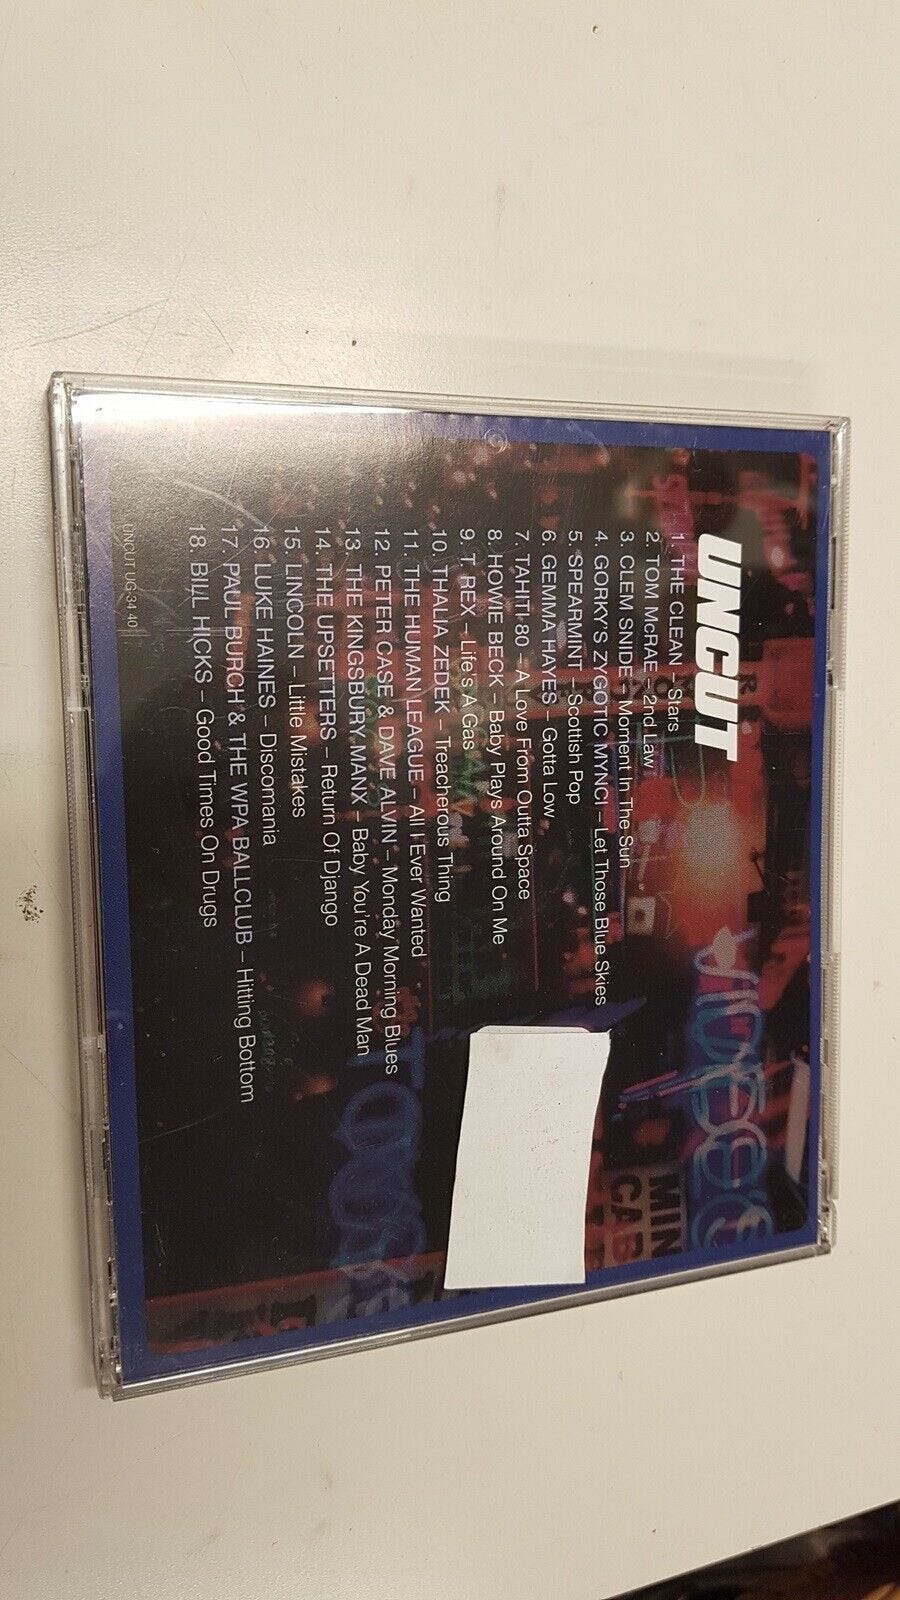 UNCUT
1. THE CLEAN – Stars
2. TOM McRAE – 2nd Law
3. CLEM SNIDE – Moment In The Sun
4. GORKY'S ZYGOTIC MYNCI – Let Those Blue Skies
5. SPEARMINT – Scottish Pop
6. GEMMA HAYES – Gotta Low
7. TAHITI 80 – A Love From Outta Space
8. HOWIE BECK – Baby Plays Around On Me
9. T. REX – Life's A Gas
10. THALIA ZEDEK – Treacherous Thing
11. THE HUMAN LEAGUE – All I Ever Wanted
12. PETER CASE & DAVE ALVIN – Monday Morning Blues
13. THE KINGSBURY MANX – Baby You're A Dead Man
14. THE UPSETTERS – Return Of Django
15. LINCOLN – Little Mistakes
16. LUKE HAINES – Discomania
17. PAUL BURCH & THE WPA BALLCLUB – Hitting Bottom
18. BILL HICKS – Good Times On Drugs
UNCUT UG-34 40
MIN
CAB